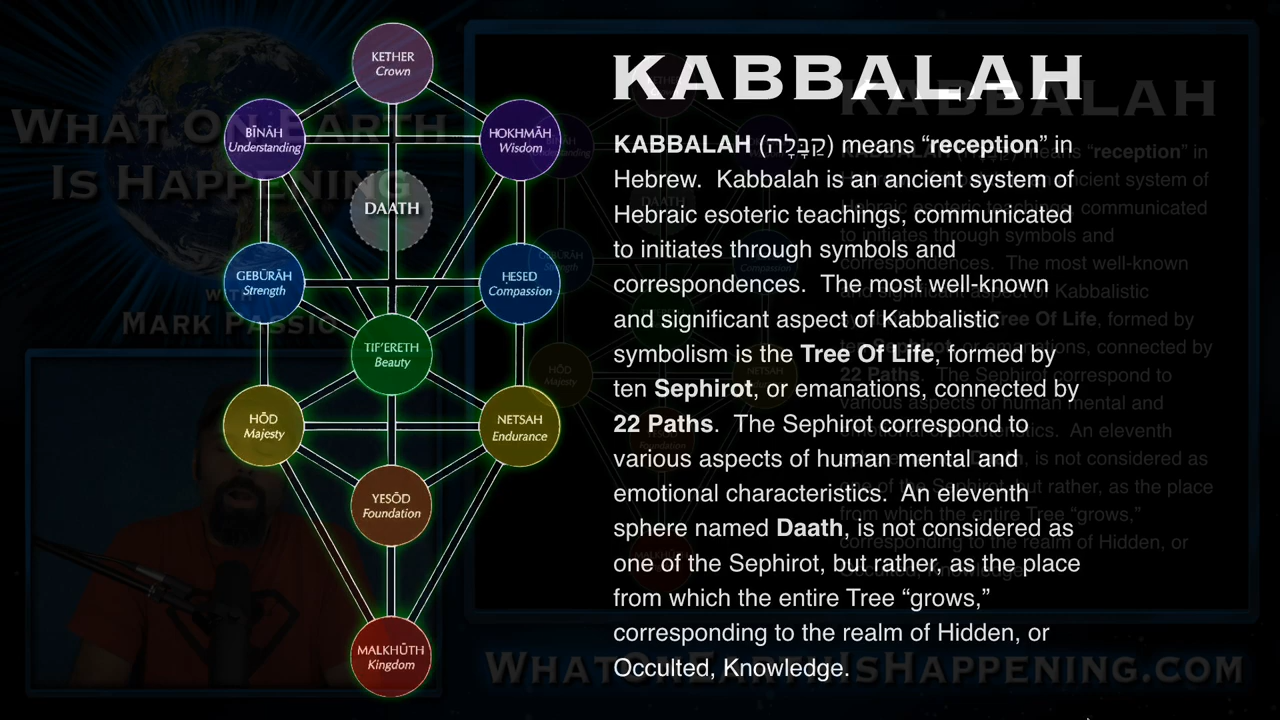 KETHER
Crown
BĪNĀH
Understanding
HOKHMĀH
Wisdom
DAATH
GEBŪRĀH
Strength
ḤESED
Compassion
TIF'ERETH
Beauty
HŌD
Majesty
NETSAH
Endurance
YESŌD
Foundation
MALKHŪTH
Kingdom
KABBALAH
KABBALAH (קַבָּלָה) means “reception” in
Hebrew.  Kabbalah is an ancient system of
Hebraic esoteric teachings, communicated
to initiates through symbols and
correspondences.  The most well-known
and significant aspect of Kabbalistic
symbolism is the Tree Of Life, formed by
ten Sephirot, or emanations, connected by
22 Paths.  The Sephirot correspond to
various aspects of human mental and
emotional characteristics.  An eleventh
sphere named Daath, is not considered as
one of the Sephirot, but rather, as the place
from which the entire Tree “grows,”
corresponding to the realm of Hidden, or
Occulted, Knowledge.
What On Earth
Is Happening
with
Mark Passio
WhatOnEarthIsHappening.com